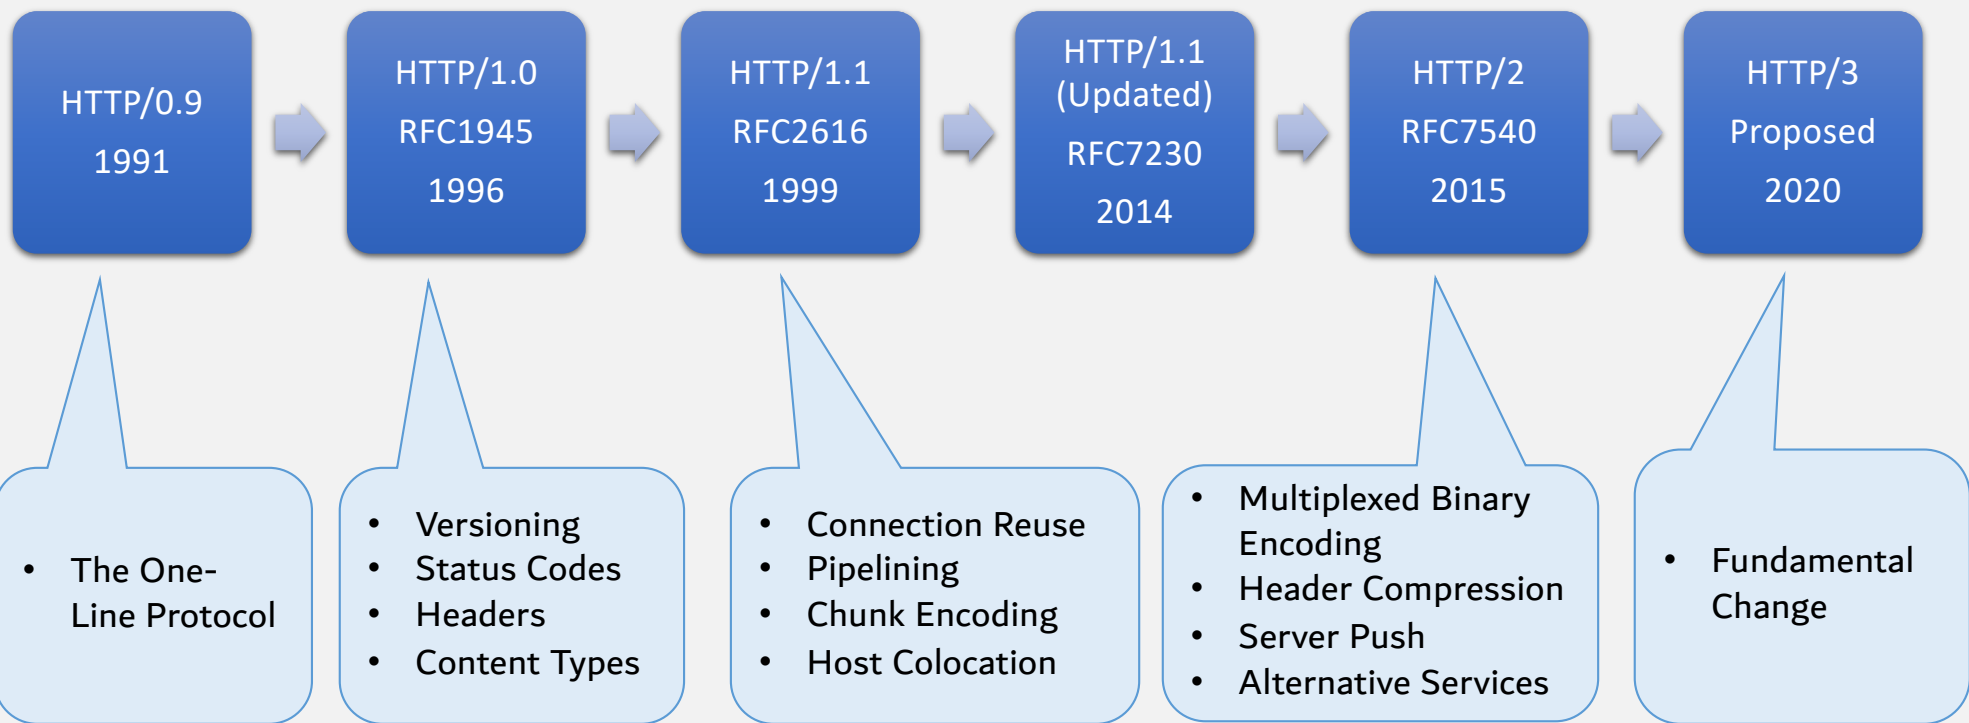 HTTP/0.9
1991
HTTP/1.0
RFC1945
1996
HTTP/1.1
RFC2616
1999
HTTP/1.1
(Updated)
RFC7230
2014
HTTP/2
RFC7540
2015
HTTP/3
Proposed
2020
• The One-
Line Protocol
• Versioning
• Status Codes
• Headers
• Content Types
• Connection Reuse
• Pipelining
• Chunk Encoding
• Host Colocation
• Multiplexed Binary
Encoding
• Header Compression
• Server Push
• Alternative Services
• Fundamental
Change